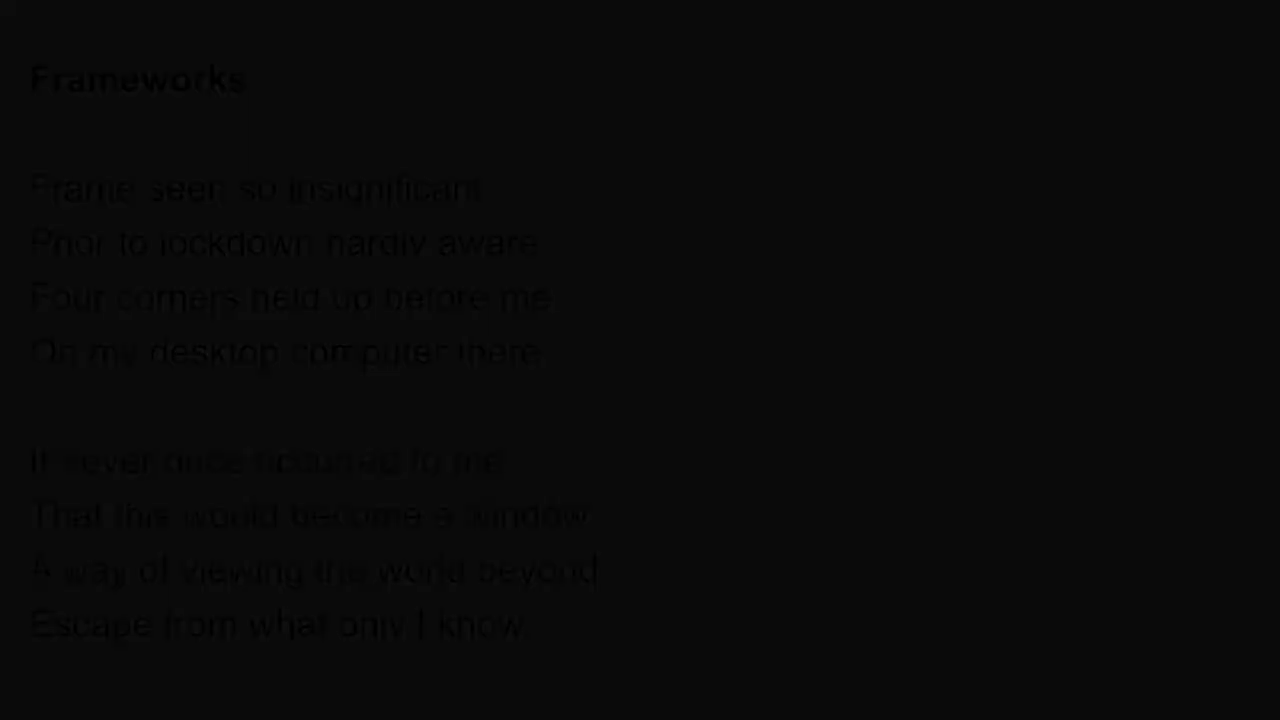 Frameworks
Frame seen so insignificant
Prior to lockdown hardly aware
Four corners held up before me
On my desktop computer there.
It never once occurred to me
That this would become a window
A way of viewing the world beyond
Escape from what only I know.